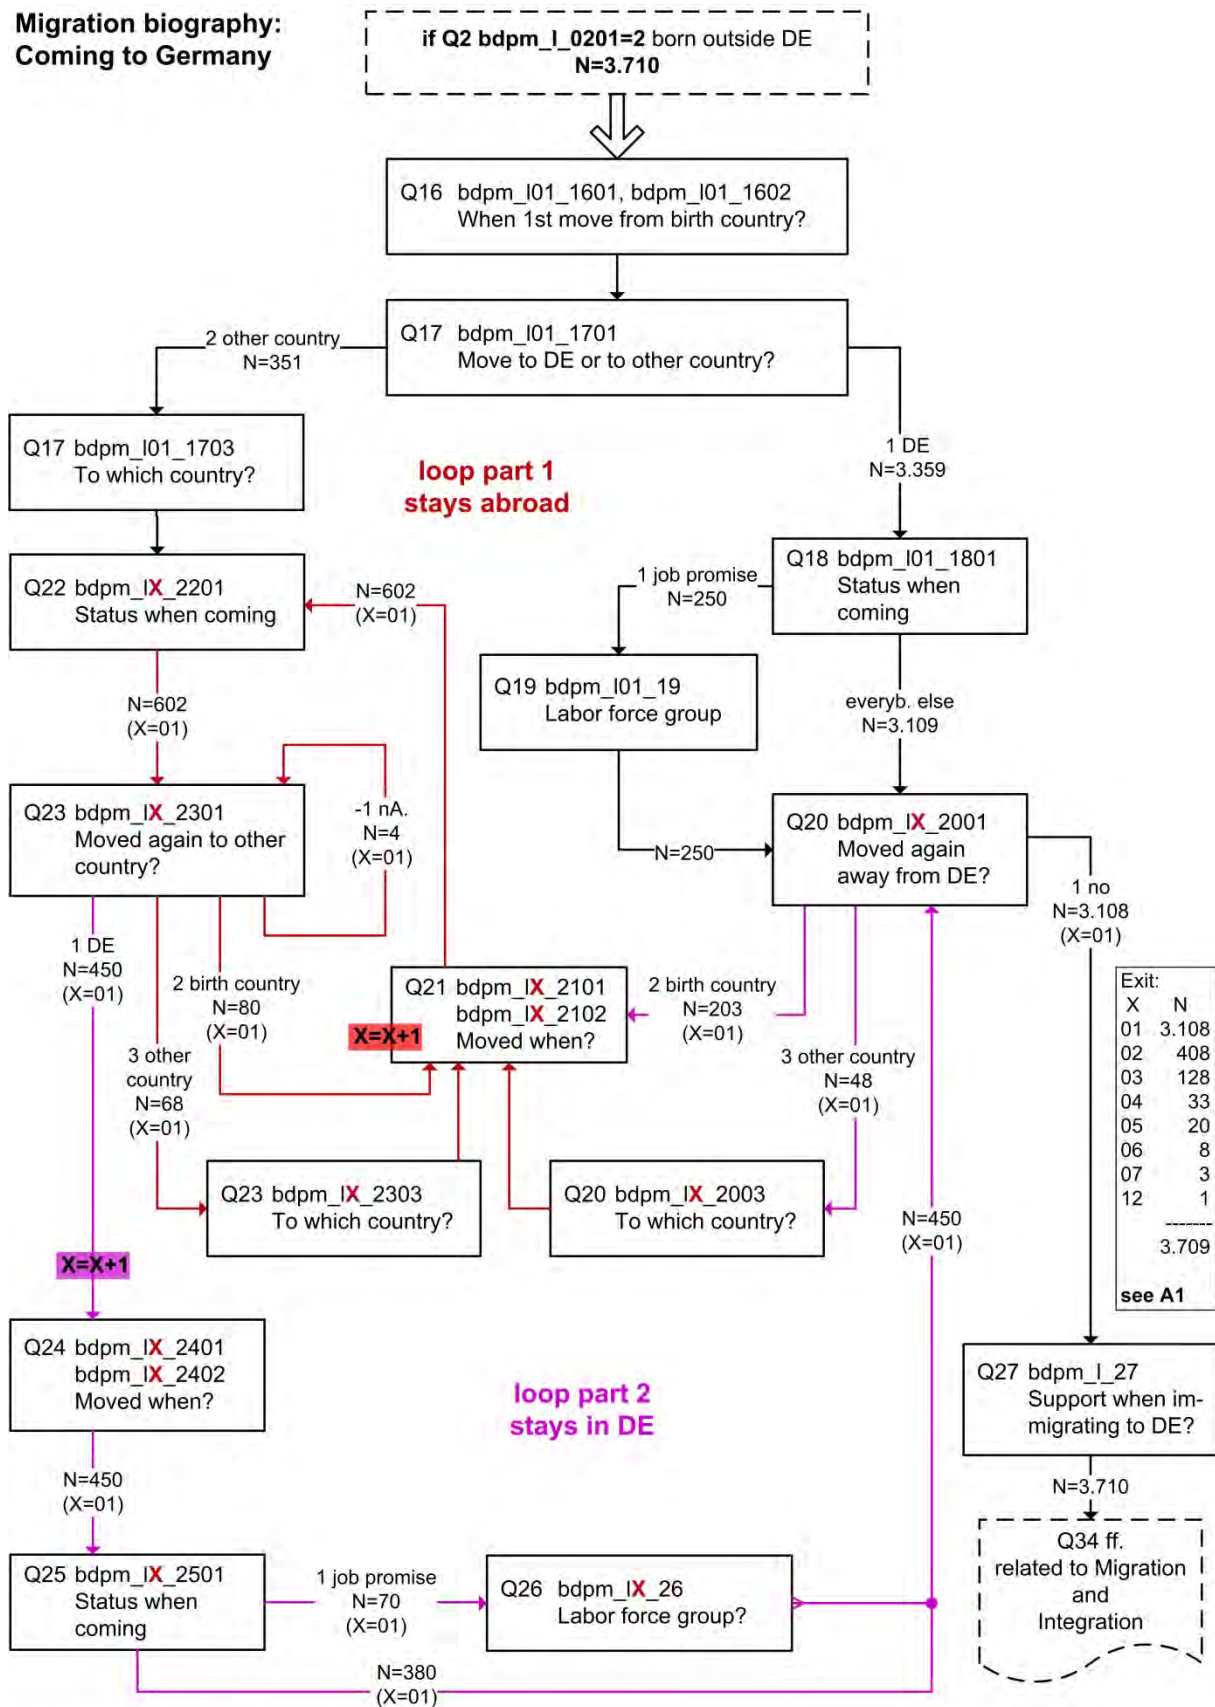 Migration biography:
Coming to Germany
if Q2 bdpm_l_0201=2 born outside DE
N=3.710
Q16 bdpm_l01_1601, bdpm_l01_1602
When 1st move from birth country?
Q17 bdpm_l01_1701
Move to DE or to other country?
2 other country
N=351
1 DE
N=3.359
Q17 bdpm_l01_1703
To which country?
loop part 1
stays abroad
Q22 bdpm_lX_2201
Status when coming
N=602
(X=01)
1 job promise
N=250
Q18 bdpm_l01_1801
Status when
coming
Q19 bdpm_l01_19
Labor force group
everyb. else
N=3.109
N=602
(X=01)
Q23 bdpm_lX_2301
Moved again to other
country?
-1 nA.
N=4
(X=01)
N=250
Q20 bdpm_lX_2001
Moved again
away from DE?
1 no
N=3.108
(X=01)
1 DE
N=450
(X=01)
2 birth country
N=80
(X=01)
3 other
country
N=68
(X=01)
Q21 bdpm_lX_2101
bdpm_lX_2102
Moved when?
X=X+1
2 birth country
N=203
(X=01)
3 other country
N=48
(X=01)
Exit:
X N
01 3.108
02 408
03 128
04 33
05 20
06 8
07 3
12 1
-------
3.709
see A1
Q23 bdpm_lX_2303
To which country?
Q20 bdpm_lX_2003
To which country?
N=450
(X=01)
X=X+1
Q24 bdpm_lX_2401
bdpm_lX_2402
Moved when?
loop part 2
stays in DE
Q27 bdpm_l_27
Support when im-
migrating to DE?
N=450
(X=01)
N=3.710
Q25 bdpm_lX_2501
Status when
coming
1 job promise
N=70
(X=01)
Q26 bdpm_lX_26
Labor force group?
Q34 ff.
related to Migration
and
Integration
N=380
(X=01)